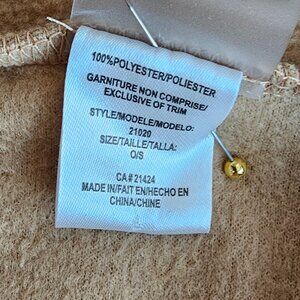 100%POLYESTER/POLIESTER
GARNITURE NON COMPRISE/
EXCLUSIVE OF TRIM
STYLE/MODELE/MODELO:
21020
SIZE/TAILLE/TALLA:
O/S
CA# 21424
MADE IN/FAIT EN/HECHO EN
CHINA/CHINE